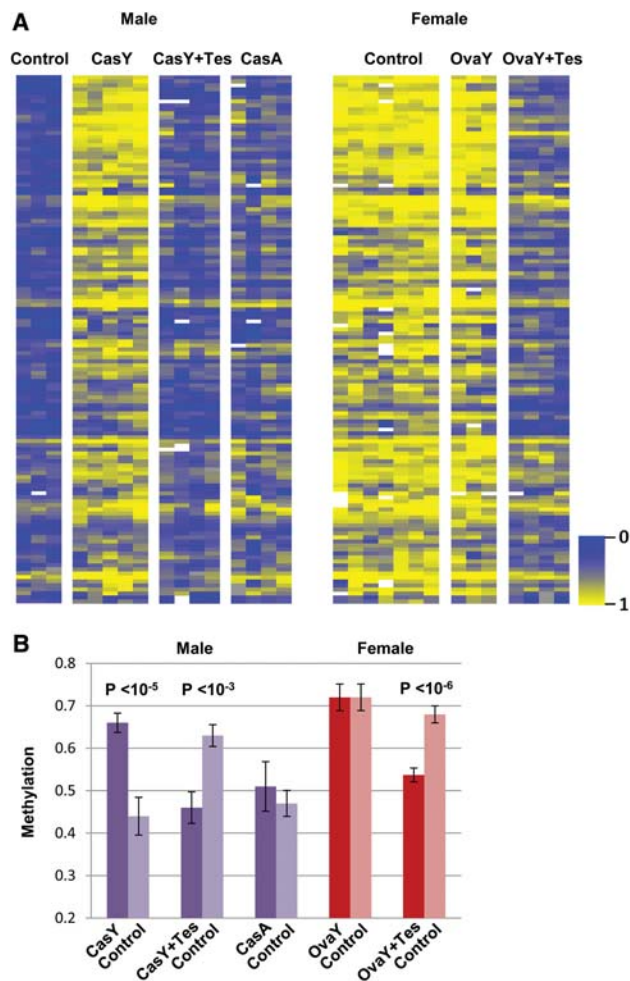 A
Male
Female
Control CasY CasY+Tes CasA Control OvaY OvaY+Tes
0
1
B
Male
Female
P <10-5
P <10-3
P <10-6
0.8
0.7
0.6
0.5
0.4
0.3
0.2
Methylation
CasY
Control
CasY+Tes
Control
CasA
Control
OvaY
Control
OvaY+Tes
Control